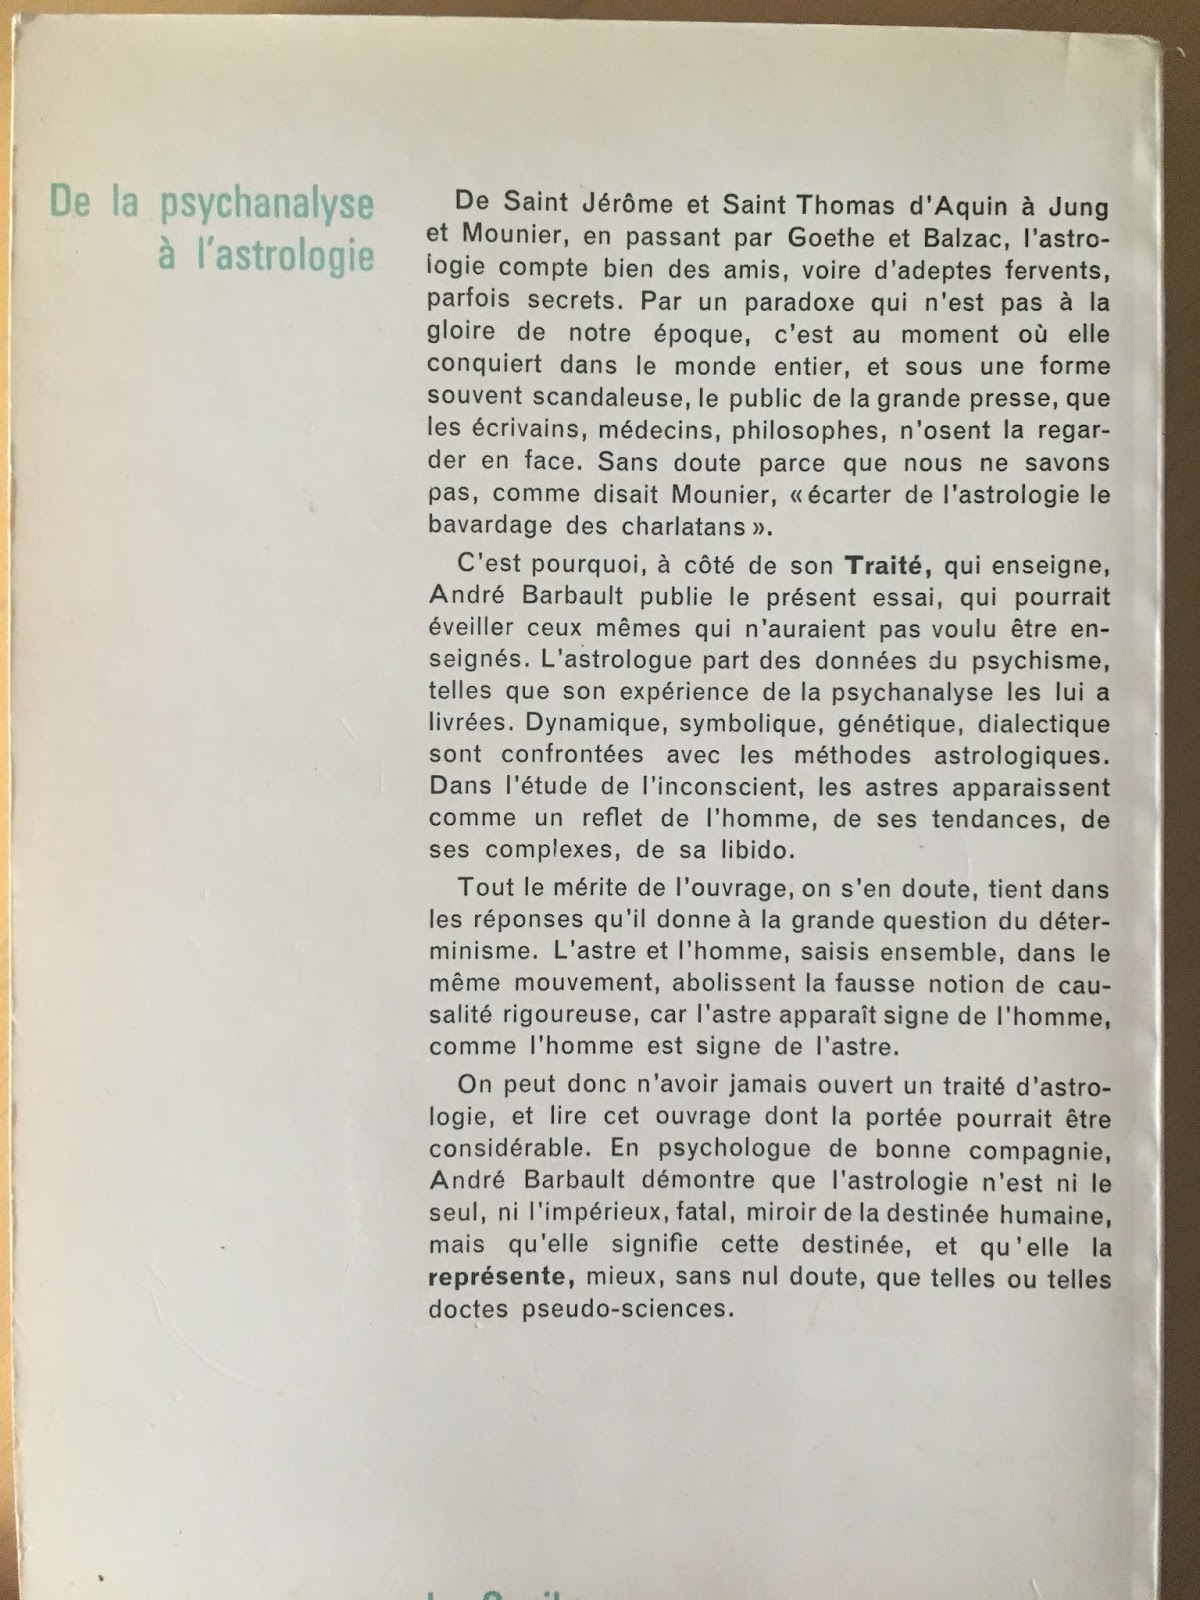 De la psychanalyse
à l'astrologie
De Saint Jérôme et Saint Thomas d'Aquin à Jung
et Mounier, en passant par Goethe et Balzac, l'astro-
logie compte bien des amis, voire d'adeptes fervents,
parfois secrets. Par un paradoxe qui n'est pas à la
gloire de notre époque, c'est au moment où elle
conquiert dans le monde entier, et sous une forme
souvent scandaleuse, le public de la grande presse, que
les écrivains, médecins, philosophes, n'osent la regar-
der en face. Sans doute parce que nous ne savons
pas, comme disait Mounier, « écarter de l'astrologie le
bavardage des charlatans ».
C'est pourquoi, à côté de son Traité, qui enseigne,
André Barbault publie le présent essai, qui pourrait
éveiller ceux mêmes qui n'auraient pas voulu être en-
seignés. L'astrologue part des données du psychisme,
telles que son expérience de la psychanalyse les lui a
livrées. Dynamique, symbolique, génétique, dialectique
sont confrontées avec les méthodes astrologiques.
Dans l'étude de l'inconscient, les astres apparaissent
comme un reflet de l'homme, de ses tendances, de
ses complexes, de sa libido.
Tout le mérite de l'ouvrage, on s'en doute, tient dans
les réponses qu'il donne à la grande question du déter-
minisme. L'astre et l'homme, saisis ensemble, dans le
même mouvement, abolissent la fausse notion de cau-
salité rigoureuse, car l'astre apparaît signe de l'homme,
comme l'homme est signe de l'astre.
On peut donc n'avoir jamais ouvert un traité d'astro-
logie, et lire cet ouvrage dont la portée pourrait être
considérable. En psychologue de bonne compagnie,
André Barbault démontre que l'astrologie n'est ni le
seul, ni l'impérieux, fatal, miroir de la destinée humaine,
mais qu'elle signifie cette destinée, et qu'elle la
représente, mieux, sans nul doute, que telles ou telles
doctes pseudo-sciences.